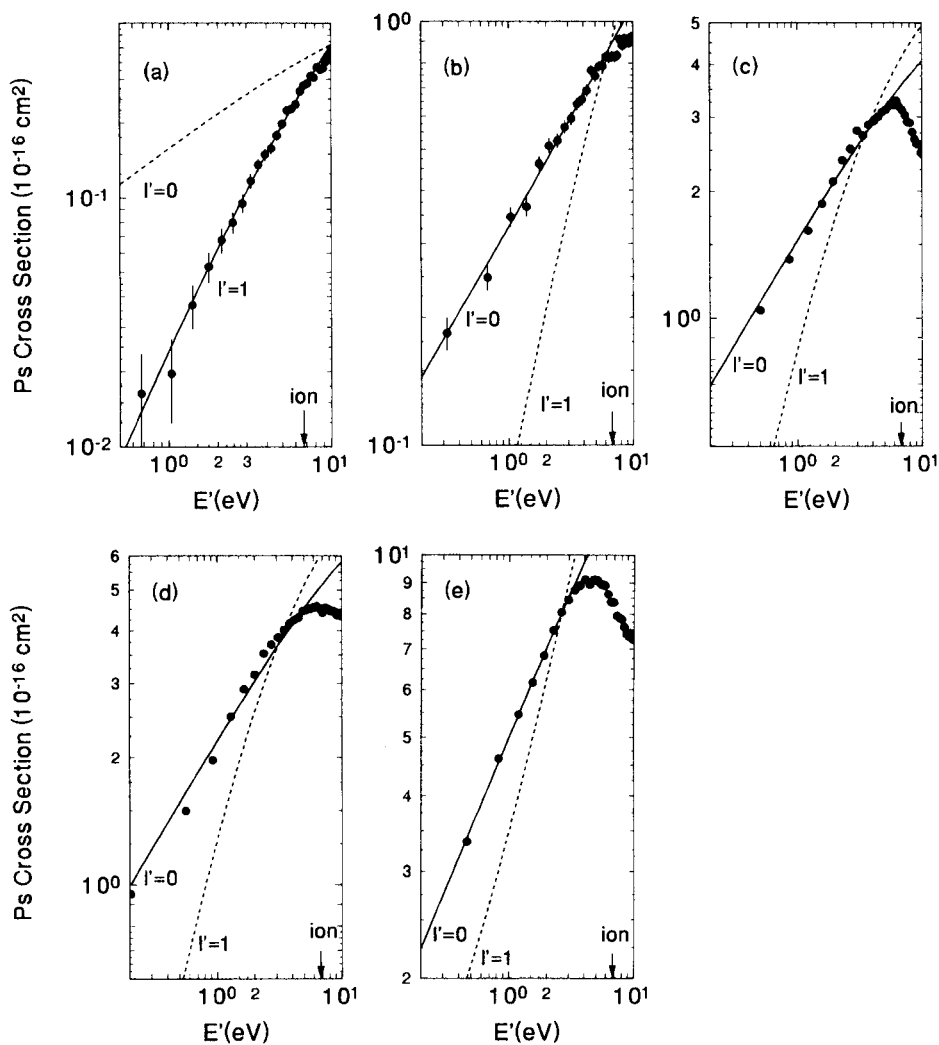 (a)
l'=0
l'=1
ion
10-1
10-2
10⁰ 2 3 10¹
E'(eV)
Ps Cross Section (10-16 cm2)
10⁰
(b)
l'=0
l'=1
ion
10-1
10⁰ 2 10¹
E'(eV)
5
(c)
4
3
2
10⁰
l'=0
l'=1
ion
10⁰ 2 10¹
E'(eV)
6
(d)
5
4
3
2
10⁰
l'=0
l'=1
ion
10⁰ 2 10¹
E'(eV)
Ps Cross Section (10-16 cm2)
10¹
(e)
9
8
7
6
5
4
3
2
l'=0
l'=1
ion
10⁰ 2 10¹
E'(eV)